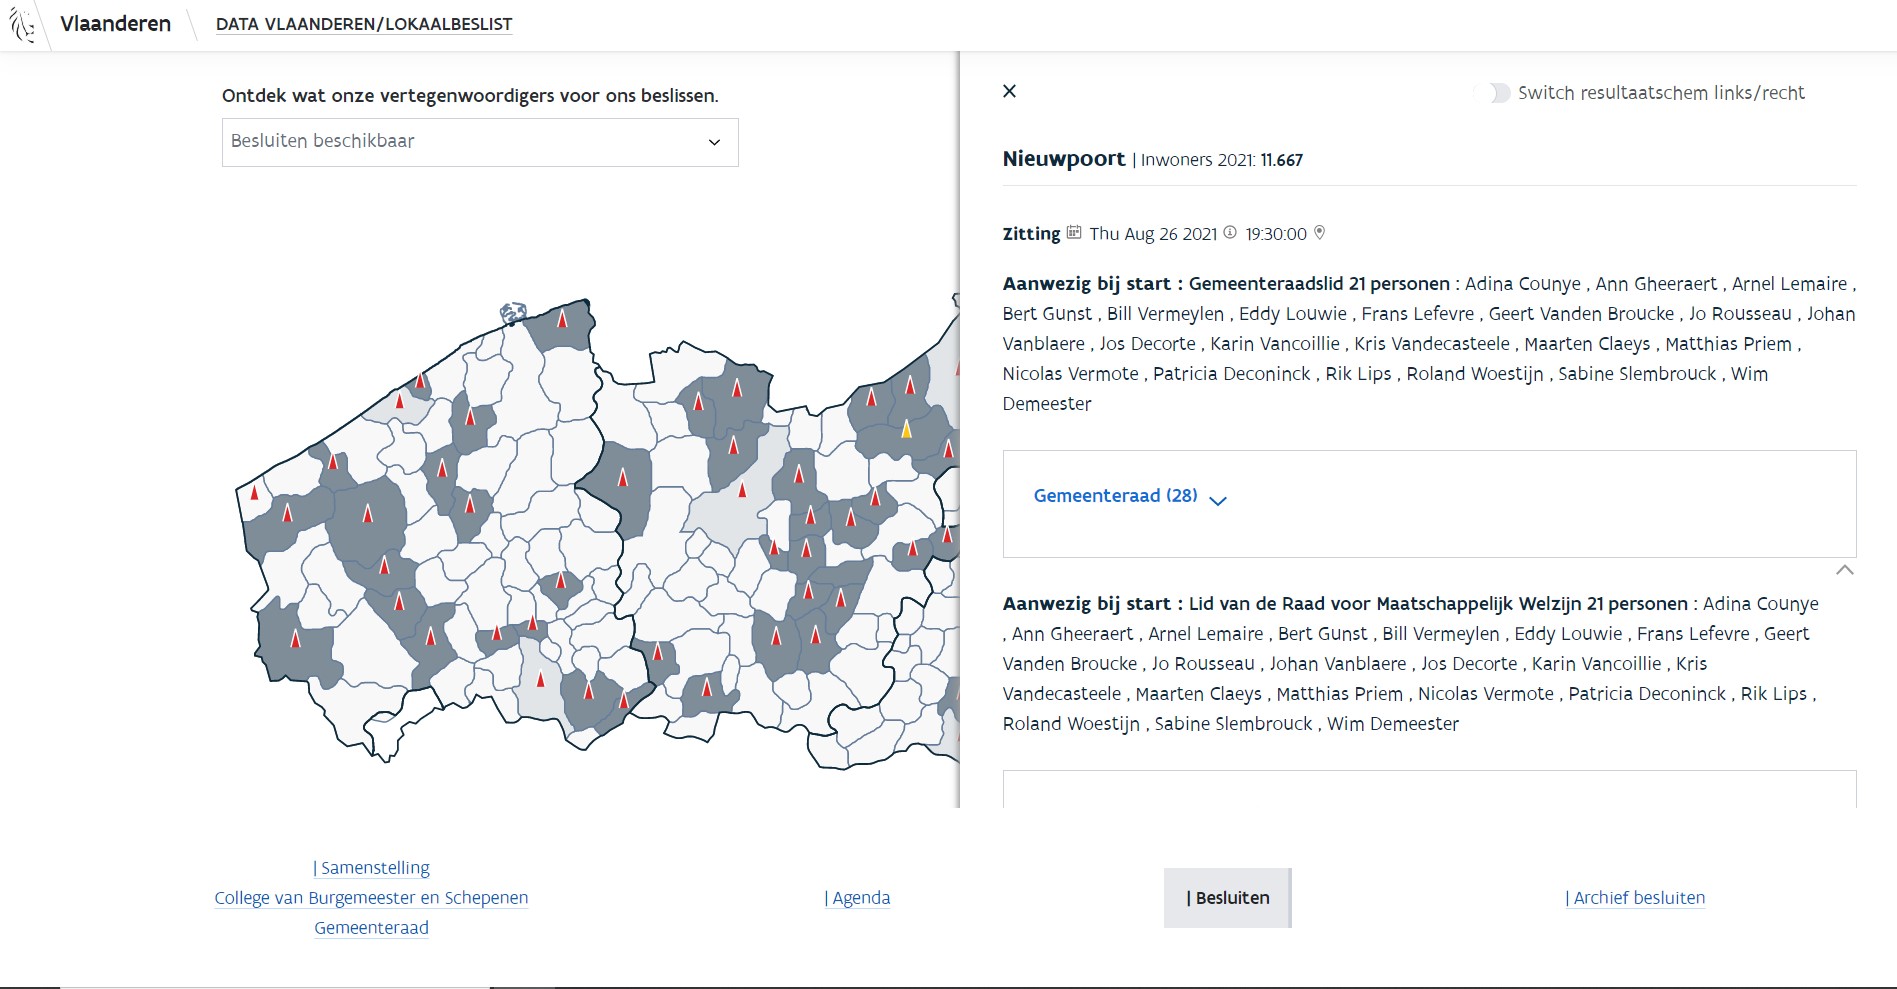 Vlaanderen
DATA VLAANDEREN/LOKAALBESLIST
Ontdek wat onze vertegenwoordigers voor ons beslissen.
Besluiten beschikbaar
Switch resultaatschem links/recht
Nieuwpoort | Inwoners 2021: 11.667
Zitting Thu Aug 26 2021 19:30:00
Aanwezig bij start : Gemeenteraadslid 21 personen : Adina Counye , Ann Gheeraert , Arnel Lemaire ,
Bert Gunst , Bill Vermeylen , Eddy Louwie , Frans Lefevre , Geert Vanden Broucke , Jo Rousseau , Johan
Vanblaere , Jos Decorte , Karin Vancoillie , Kris Vandecasteele , Maarten Claeys , Matthias Priem ,
Nicolas Vermote , Patricia Deconinck , Rik Lips , Roland Woestijn , Sabine Slembrouck , Wim
Demeester
Gemeenteraad (28)
Aanwezig bij start : Lid van de Raad voor Maatschappelijk Welzijn 21 personen : Adina Counye
, Ann Gheeraert , Arnel Lemaire , Bert Gunst , Bill Vermeylen , Eddy Louwie , Frans Lefevre , Geert
Vanden Broucke , Jo Rousseau , Johan Vanblaere , Jos Decorte , Karin Vancoillie , Kris
Vandecasteele , Maarten Claeys , Matthias Priem , Nicolas Vermote , Patricia Deconinck , Rik Lips ,
Roland Woestijn , Sabine Slembrouck , Wim Demeester
| Samenstelling
College van Burgemeester en Schepenen
Gemeenteraad
| Agenda
| Besluiten
| Archief besluiten